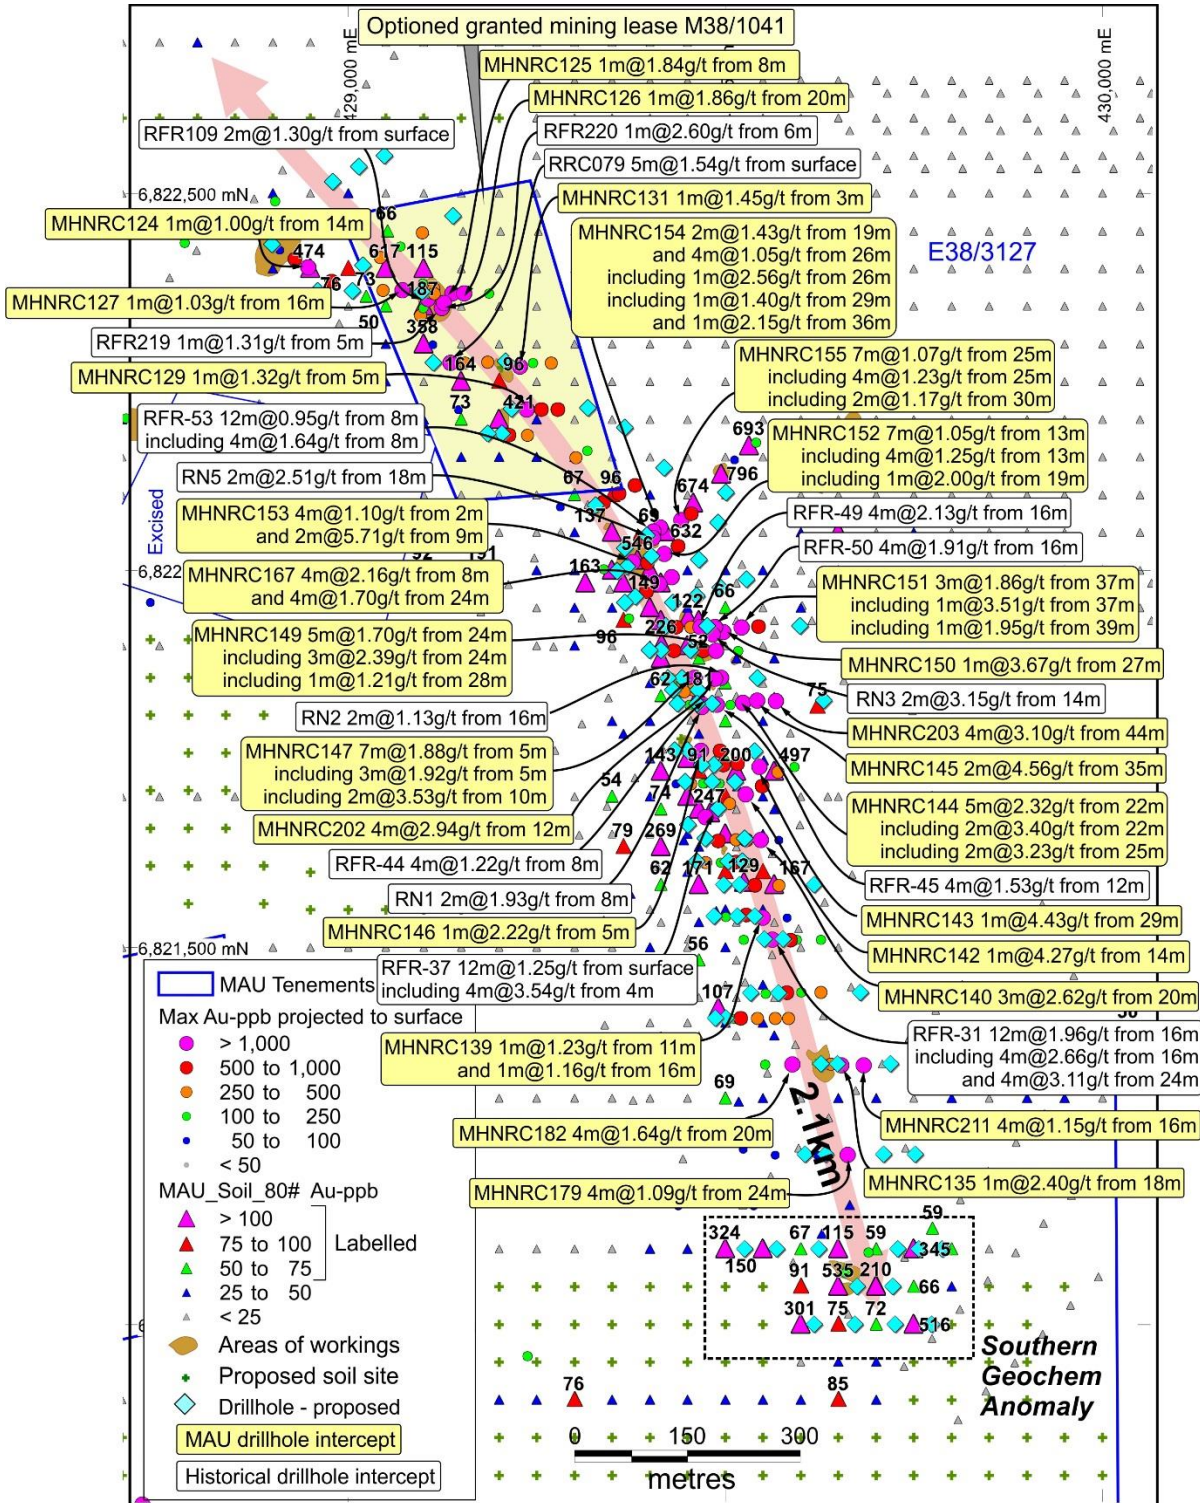 Optioned granted mining lease M38/1041
429,000 mE
430,000 mE
MHNRC125 1m@1.84g/t from 8m
MHNRC126 1m@1.86g/t from 20m
RFR109 2m@1.30g/t from surface
RFR220 1m@2.60g/t from 6m
RRC079 5m@1.54g/t from surface
6,822,500 mN
MHNRC131 1m@1.45g/t from 3m
MHNRC124 1m@1.00g/t from 14m
66
MHNRC154 2m@1.43g/t from 19m
and 4m@1.05g/t from 26m
including 1m@2.56g/t from 26m
including 1m@1.40g/t from 29m
and 1m@2.15g/t from 36m
E38/3127
474
617
115
76
73
187
MHNRC127 1m@1.03g/t from 16m
50
358
RFR219 1m@1.31g/t from 5m
MHNRC155 7m@1.07g/t from 25m
including 4m@1.23g/t from 25m
including 2m@1.17g/t from 30m
164
96
MHNRC129 1m@1.32g/t from 5m
73
421
RFR-53 12m@0.95g/t from 8m
including 4m@1.64g/t from 8m
693
MHNRC152 7m@1.05g/t from 13m
including 4m@1.25g/t from 13m
including 1m@2.00g/t from 19m
RN5 2m@2.51g/t from 18m
67
96
796
674
Excised
MHNRC153 4m@1.10g/t from 2m
and 2m@5.71g/t from 9m
137
69
632
RFR-49 4m@2.13g/t from 16m
92
191
546
RFR-50 4m@1.91g/t from 16m
6,822
MHNRC167 4m@2.16g/t from 8m
and 4m@1.70g/t from 24m
163
149
MHNRC151 3m@1.86g/t from 37m
including 1m@3.51g/t from 37m
including 1m@1.95g/t from 39m
122
66
MHNRC149 5m@1.70g/t from 24m
including 3m@2.39g/t from 24m
including 1m@1.21g/t from 28m
96
226
52
MHNRC150 1m@3.67g/t from 27m
62
181
75
RN3 2m@3.15g/t from 14m
RN2 2m@1.13g/t from 16m
MHNRC203 4m@3.10g/t from 44m
MHNRC147 7m@1.88g/t from 5m
including 3m@1.92g/t from 5m
including 2m@3.53g/t from 10m
143
91
200
497
MHNRC145 2m@4.56g/t from 35m
54
74
247
MHNRC144 5m@2.32g/t from 22m
including 2m@3.40g/t from 22m
including 2m@3.23g/t from 25m
MHNRC202 4m@2.94g/t from 12m
79
269
RFR-44 4m@1.22g/t from 8m
62
171
129
167
RFR-45 4m@1.53g/t from 12m
RN1 2m@1.93g/t from 8m
MHNRC143 1m@4.43g/t from 29m
MHNRC146 1m@2.22g/t from 5m
6,821,500 mN
56
MHNRC142 1m@4.27g/t from 14m
RFR-37 12m@1.25g/t from surface
including 4m@3.54g/t from 4m
107
MHNRC140 3m@2.62g/t from 20m
MHNRC139 1m@1.23g/t from 11m
and 1m@1.16g/t from 16m
RFR-31 12m@1.96g/t from 16m
including 4m@2.66g/t from 16m
and 4m@3.11g/t from 24m
69
2.1km
MHNRC182 4m@1.64g/t from 20m
MHNRC211 4m@1.15g/t from 16m
MHNRC179 4m@1.09g/t from 24m
MHNRC135 1m@2.40g/t from 18m
324
150
67
115
59
59
345
91
535
210
66
301
75
72
516
Southern
Geochem
Anomaly
76
85
0 150 300
metres
MAU Tenements
Max Au-ppb projected to surface
> 1,000
500 to 1,000
250 to 500
100 to 250
50 to 100
< 50
MAU_Soil_80# Au-ppb
> 100
75 to 100
50 to 75
Labelled
25 to 50
< 25
Areas of workings
Proposed soil site
Drillhole - proposed
MAU drillhole intercept
Historical drillhole intercept